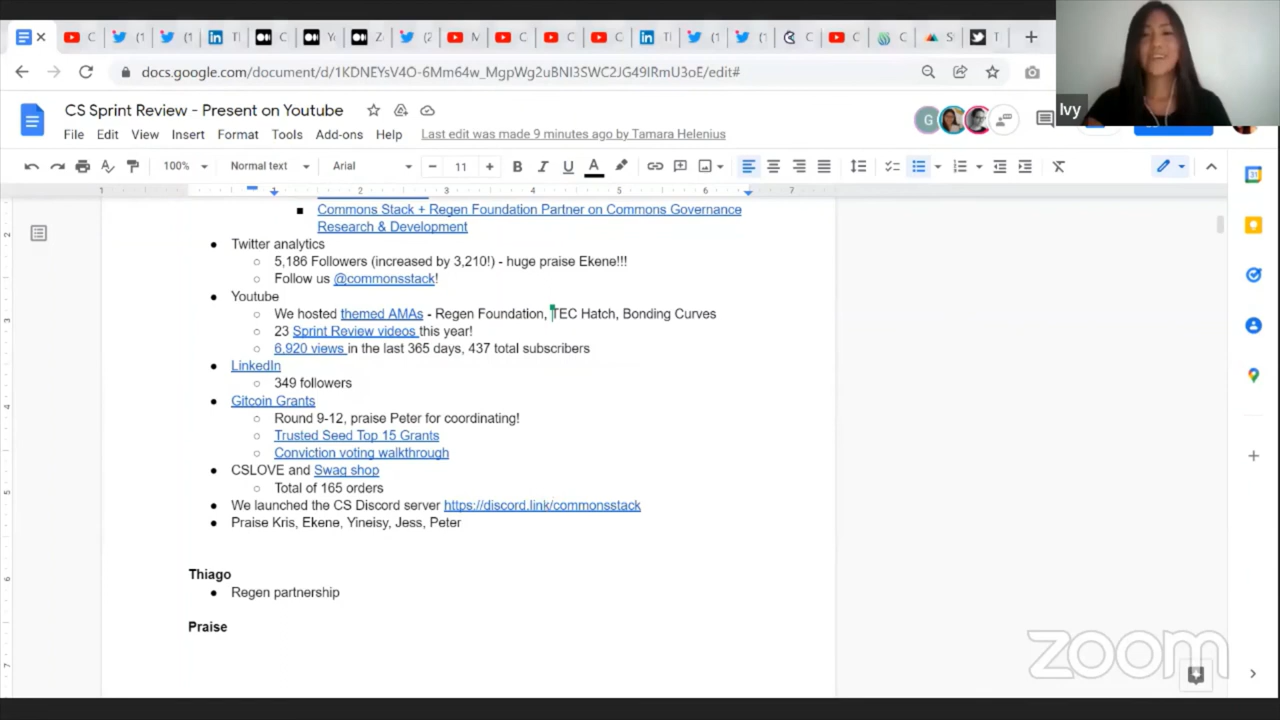 docs.google.com/document/d/1KDNEYsV4O-6Mm64w_MgpWg2uBNI3SWC2JG49IRmU3oE/edit#
Ivy
CS Sprint Review - Present on Youtube
File Edit View Insert Format Tools Add-ons Help Last edit was made 9 minutes ago by Tamara Helenius
100% Normal text Arial 11
1 2 3 4 5 6 7
Commons Stack + Regen Foundation Partner on Commons Governance
Research & Development
Twitter analytics
5,186 Followers (increased by 3,210!) - huge praise Ekene!!!
Follow us @commonsstack!
Youtube
We hosted themed AMAs - Regen Foundation, TEC Hatch, Bonding Curves
23 Sprint Review videos this year!
6,920 views in the last 365 days, 437 total subscribers
LinkedIn
349 followers
Gitcoin Grants
Round 9-12, praise Peter for coordinating!
Trusted Seed Top 15 Grants
Conviction voting walkthrough
CSLOVE and Swag shop
Total of 165 orders
We launched the CS Discord server https://discord.link/commonsstack
Praise Kris, Ekene, Yineisy, Jess, Peter
Thiago
Regen partnership
Praise
zoom